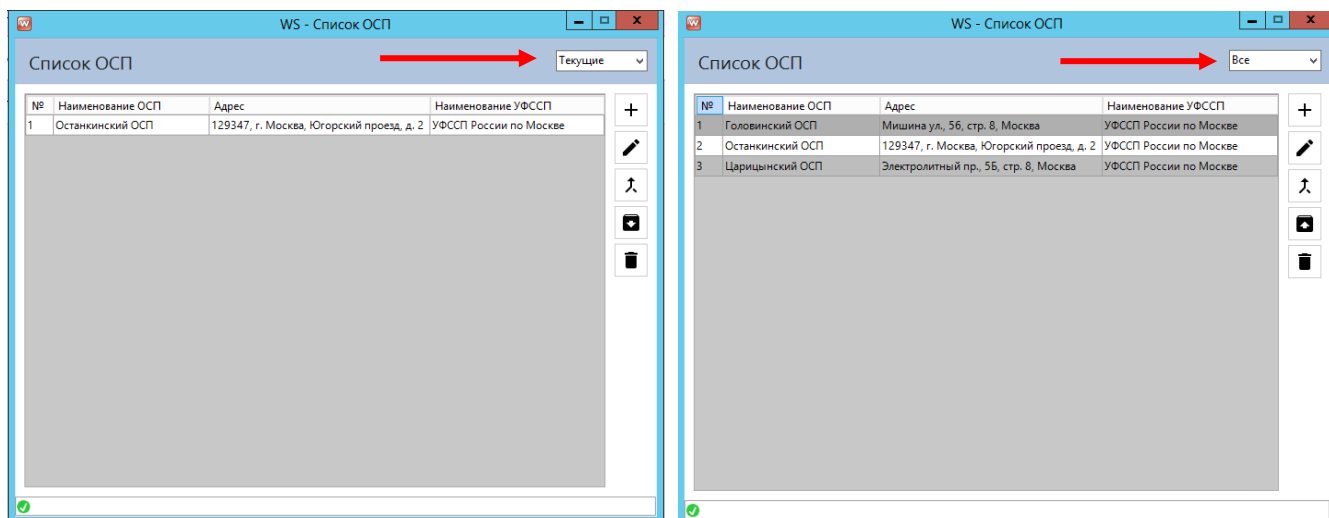 WS - Список ОСП
Список ОСП
Текущие
№ Наименование ОСП Адрес Наименование УФССП
1 Останкинский ОСП 129347, г. Москва, Югорский проезд, д. 2 УФССП России по Москве
WS - Список ОСП
Список ОСП
Все
№ Наименование ОСП Адрес Наименование УФССП
1 Головинский ОСП Мишина ул., 56, стр. 8, Москва УФССП России по Москве
2 Останкинский ОСП 129347, г. Москва, Югорский проезд, д. 2 УФССП России по Москве
3 Царицынский ОСП Электролитный пр., 5Б, стр. 8, Москва УФССП России по Москве